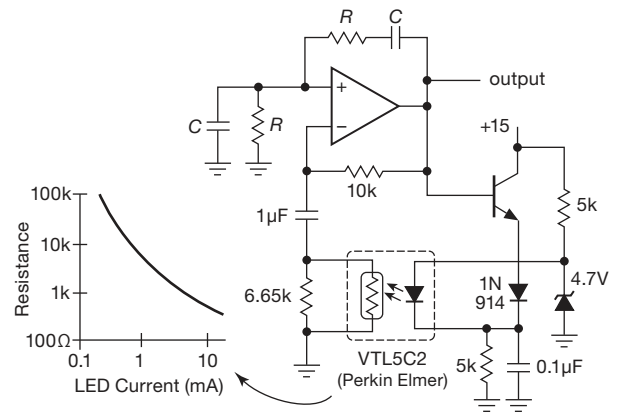 R
C
output
C
R
+
−
+15
10k
5k
1µF
100k
10k
1k
100Ω
Resistance
0.1
1
10
LED Current (mA)
6.65k
1N
914
4.7V
VTL5C2
(Perkin Elmer)
5k
0.1µF